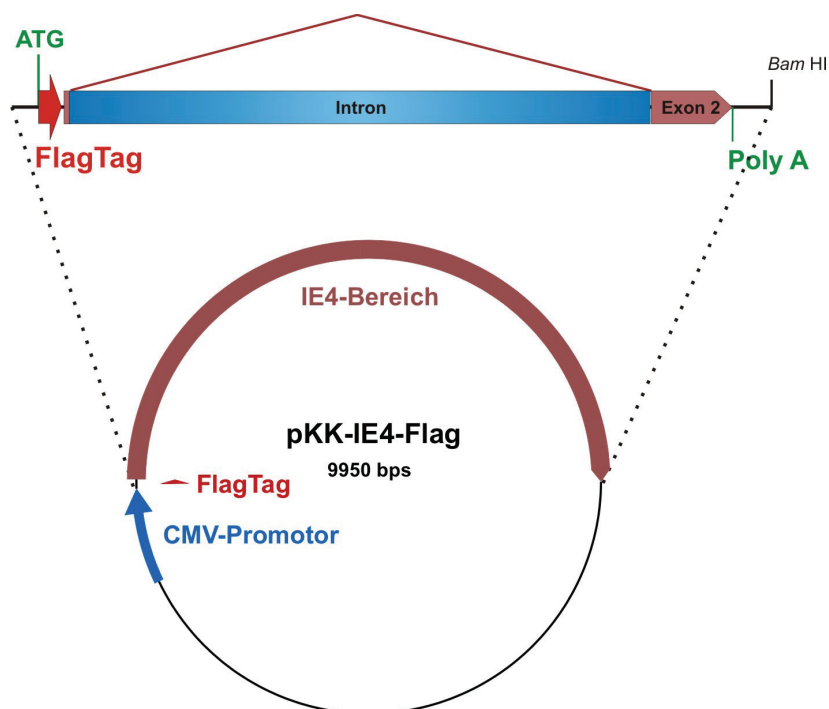 ATG
Bam HI
Intron
Exon 2
FlagTag
Poly A
IE4-Bereich
pKK-IE4-Flag
9950 bps
FlagTag
CMV-Promotor